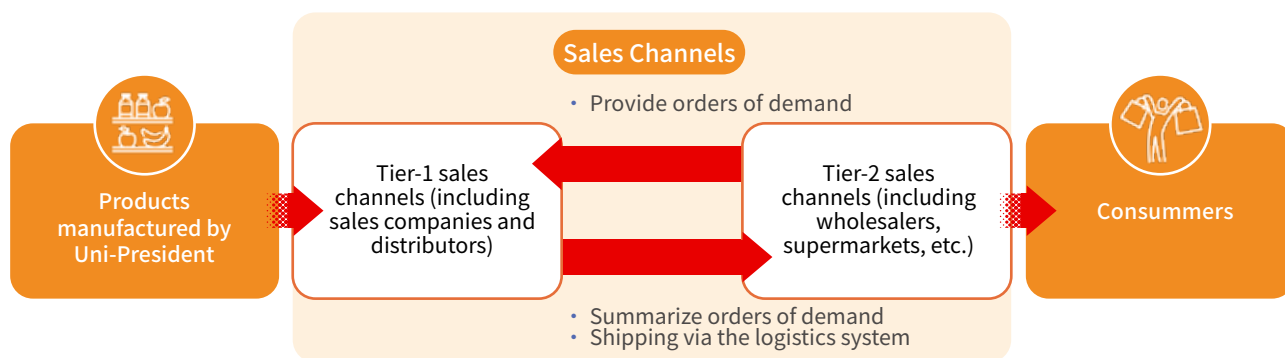 Sales Channels
• Provide orders of demand
Products
manufactured by
Uni-President
Tier-1 sales
channels (including
sales companies and
distributors)
Tier-2 sales
channels (including
wholesalers,
supermarkets, etc.)
Consummers
• Summarize orders of demand
• Shipping via the logistics system